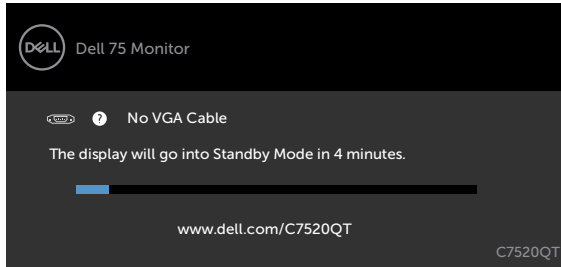 DELL Dell 75 Monitor
? No VGA Cable
The display will go into Standby Mode in 4 minutes.
www.dell.com/C7520QT
C7520QT